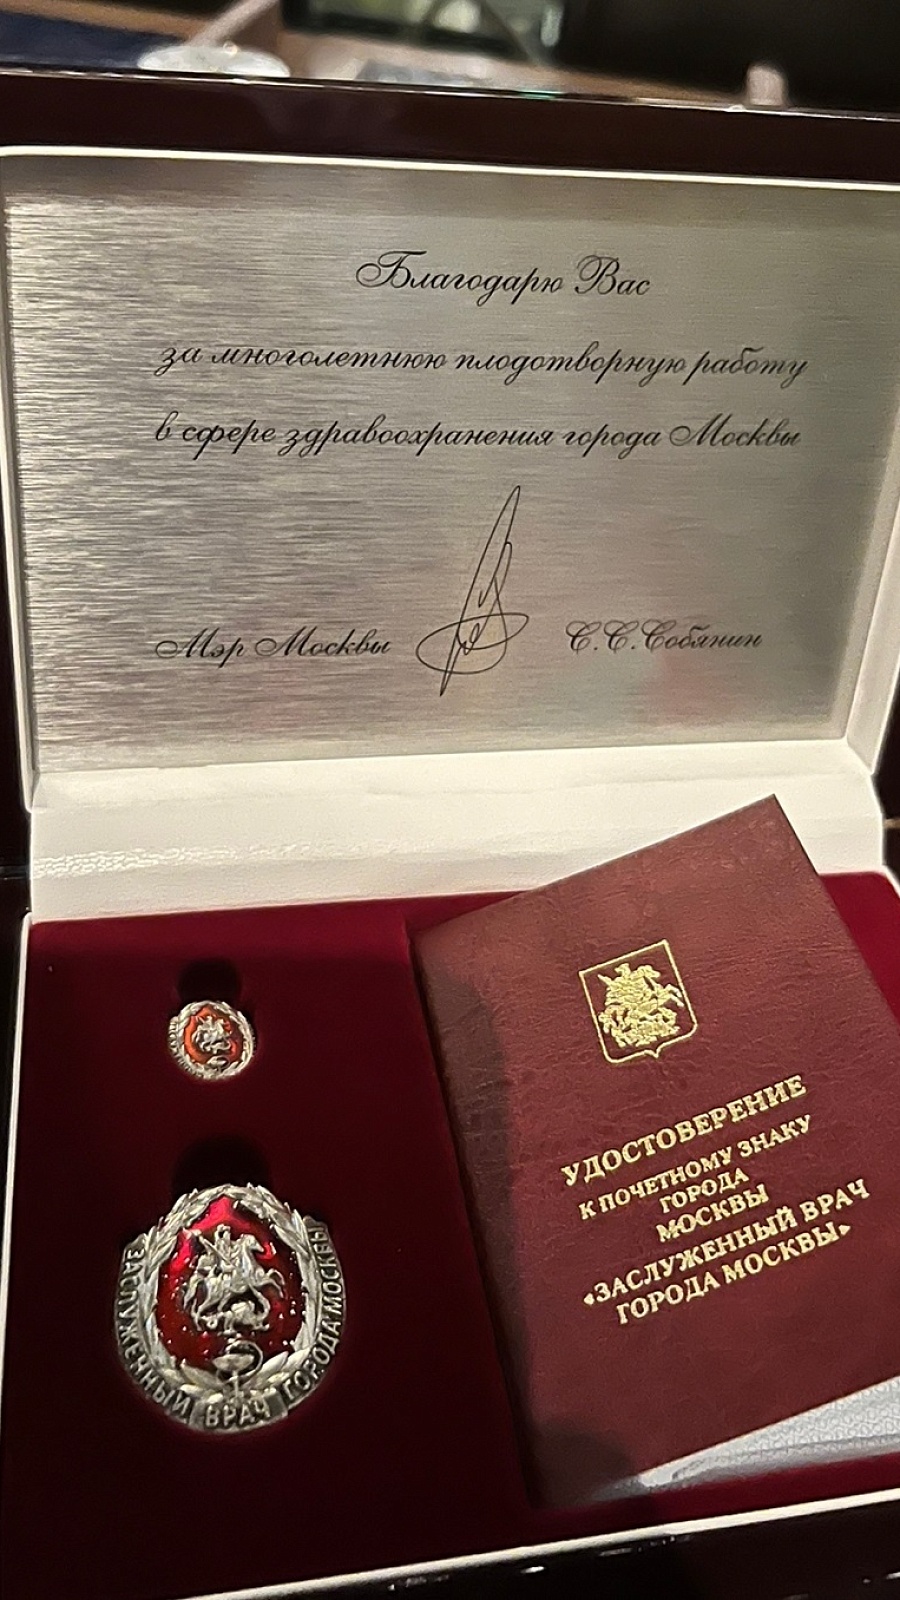 Благодарю Вас
за многолетнюю плодотворную работу
в сфере здравоохранения города Москвы
Мэр Москвы С.С.Собянин
УДОСТОВЕРЕНИЕ
К ПОЧЕТНОМУ ЗНАКУ
ГОРОДА
МОСКВЫ
«ЗАСЛУЖЕННЫЙ ВРАЧ
ГОРОДА МОСКВЫ»
ЗАСЛУЖЕННЫЙ ВРАЧ ГОРОДА МОСКВЫ